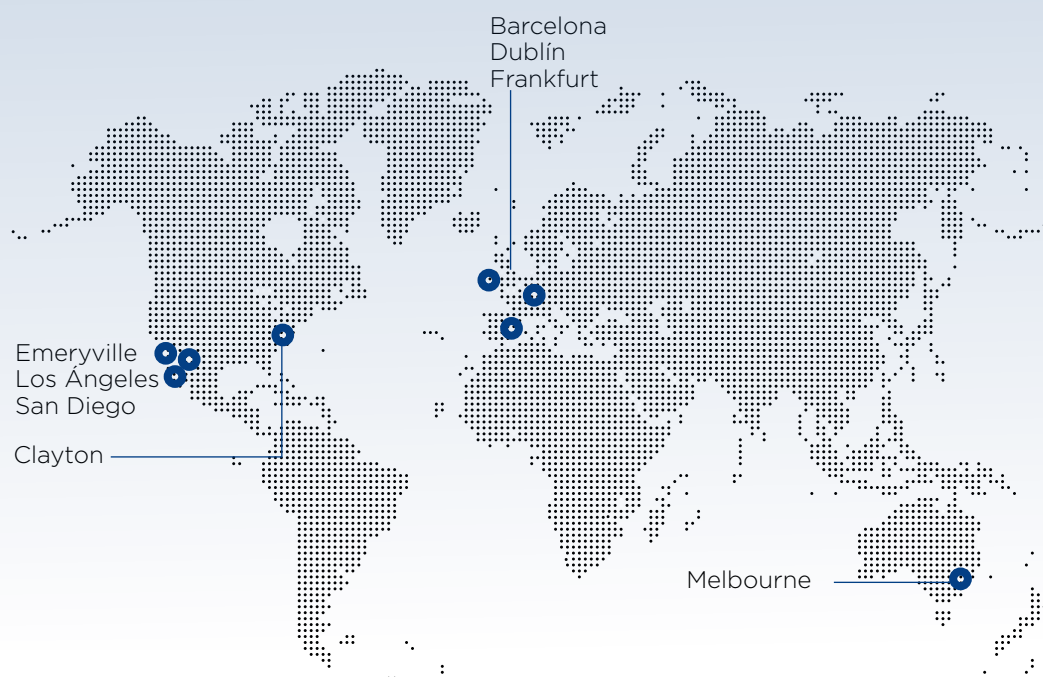 Barcelona
Dublín
Frankfurt
Emeryville
Los Ángeles
San Diego
Clayton
Melbourne